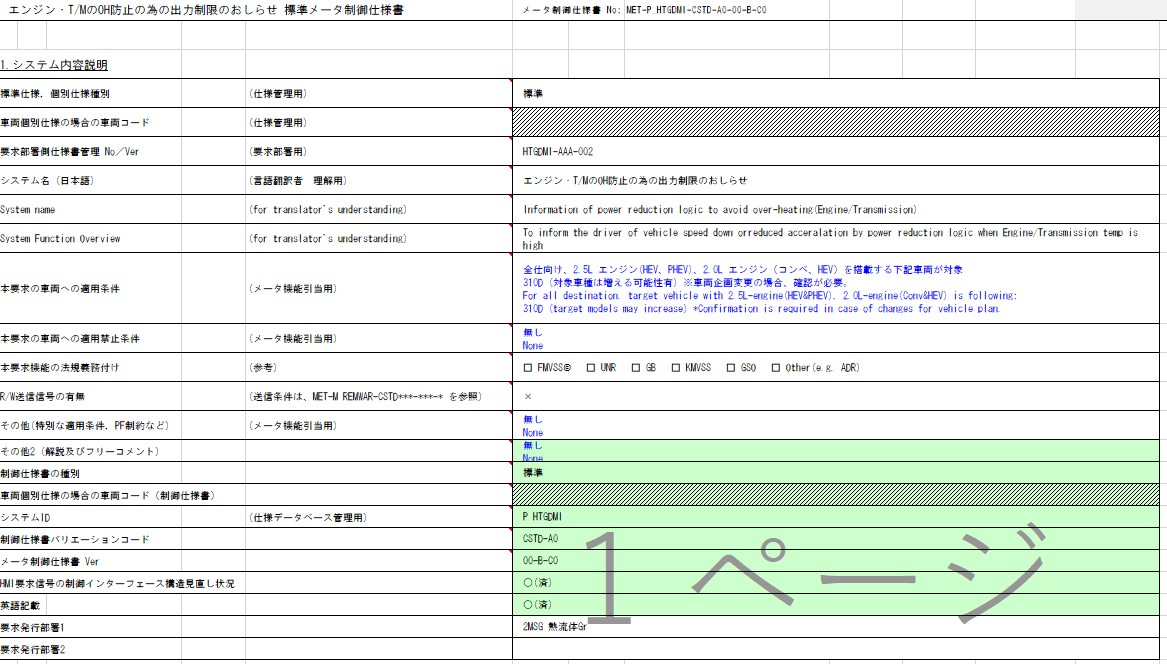 エンジン・T/MのOH防止の為の出力制限のおしらせ 標準メータ制御仕様書 メータ制御仕様書 No: MET-P_HTGDMI-CSTD-A0-00-B-C0
1. システム内容説明
標準仕様，個別仕様種別 (仕様管理用) 標準
車両個別仕様の場合の車両コード (仕様管理用)
要求部署側仕様書管理 No／Ver (要求部署用) HTGDMI-AAA-002
システム名（日本語） (言語翻訳者　理解用) エンジン・T/MのOH防止の為の出力制限のおしらせ
System name (for translator's understanding) Information of power reduction logic to avoid over-heating(Engine/Transmission)
System Function Overview (for translator's understanding) To inform the driver of vehicle speed down orreduced acceralation by power reduction logic when Engine/Transmission temp is
high
本要求の車両への適用条件 (メータ機能引当用) 全仕向け、2.5L エンジン(HEV、PHEV)、2.0L エンジン（コンベ、HEV）を搭載する下記車両が対象
310D（対象車種は増える可能性有）※車両企画変更の場合、確認が必要。
For all destination. target vehicle with 2.5L-engine(HEV&PHEV). 2.0L-engine(Conv&HEV) is following:
310D (target models may increase) *Confirmation is required in case of changes for vehicle plan.
本要求の車両への適用禁止条件 (メータ機能引当用) 無し
None
本要求機能の法規義務付け (参考) □ FMVSS© □ UNR □ GB □ KMVSS □ GSO □ Other(e.g. ADR)
R/W送信信号の有無 (送信条件は、MET-M_REMWAR-CSTD***-***-* を参照) ×
その他(特別な適用条件，PF制約など) (メータ機能引当用) 無し
None
その他2（解説及びフリーコメント） 無し
None
制御仕様書の種別 標準
車両個別仕様の場合の車両コード（制御仕様書）
システムID (仕様データベース管理用) P_HTGDMI
制御仕様書バリエーションコード CSTD-A0
メータ制御仕様書 Ver 00-B-C0
HMI要求信号の制御インターフェース構造見直し状況 ○(済)
英語記載 ○(済)
要求発行部署1 2MSG 熱流体Gr
要求発行部署2
1 ページ